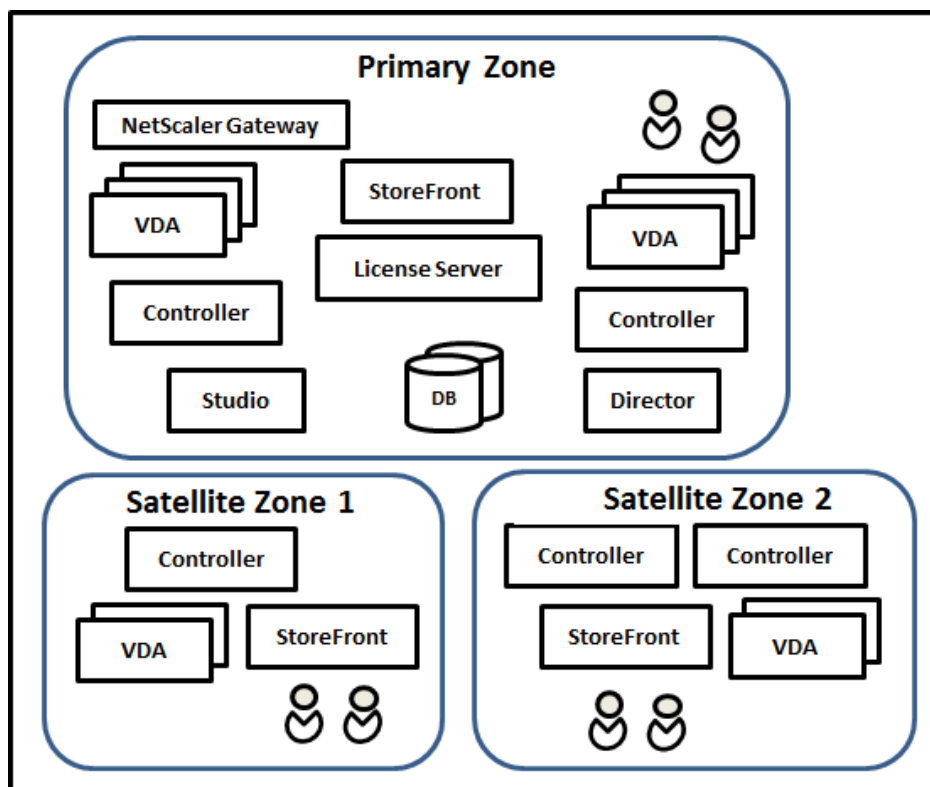 Primary Zone
NetScaler Gateway
StoreFront
VDA
VDA
License Server
Controller
Controller
Studio
DB
Director
Satellite Zone 1
Controller
VDA
StoreFront
Satellite Zone 2
Controller
Controller
StoreFront
VDA